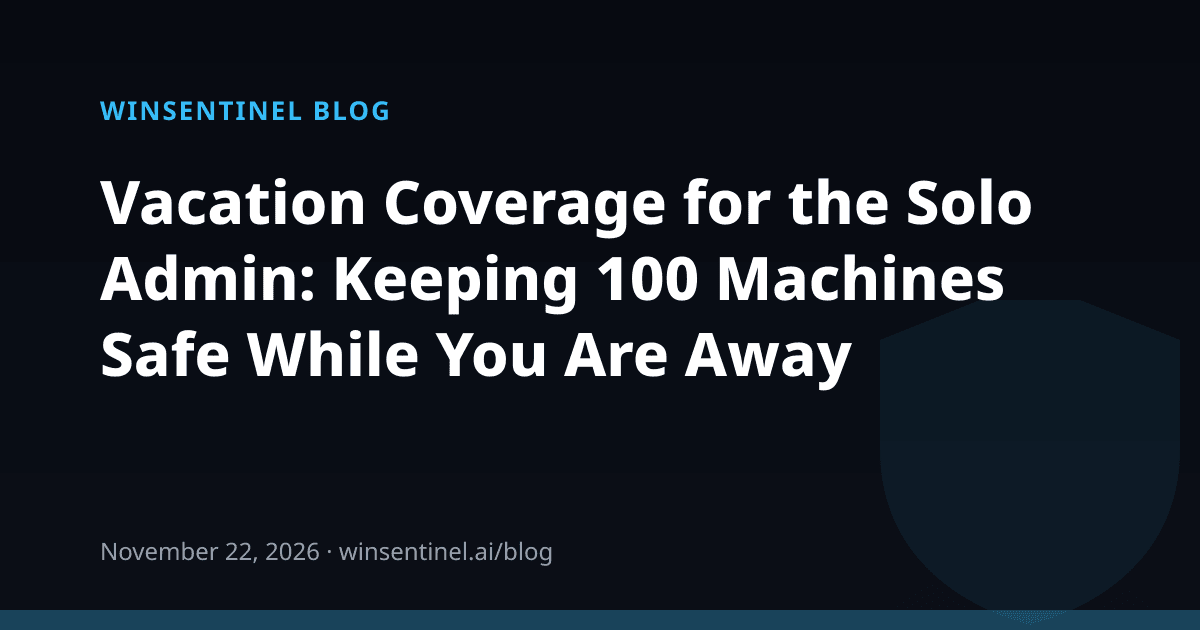 WINSENTINEL BLOG
Vacation Coverage for the Solo
Admin: Keeping 100 Machines
Safe While You Are Away
November 22, 2026 · winsentinel.ai/blog